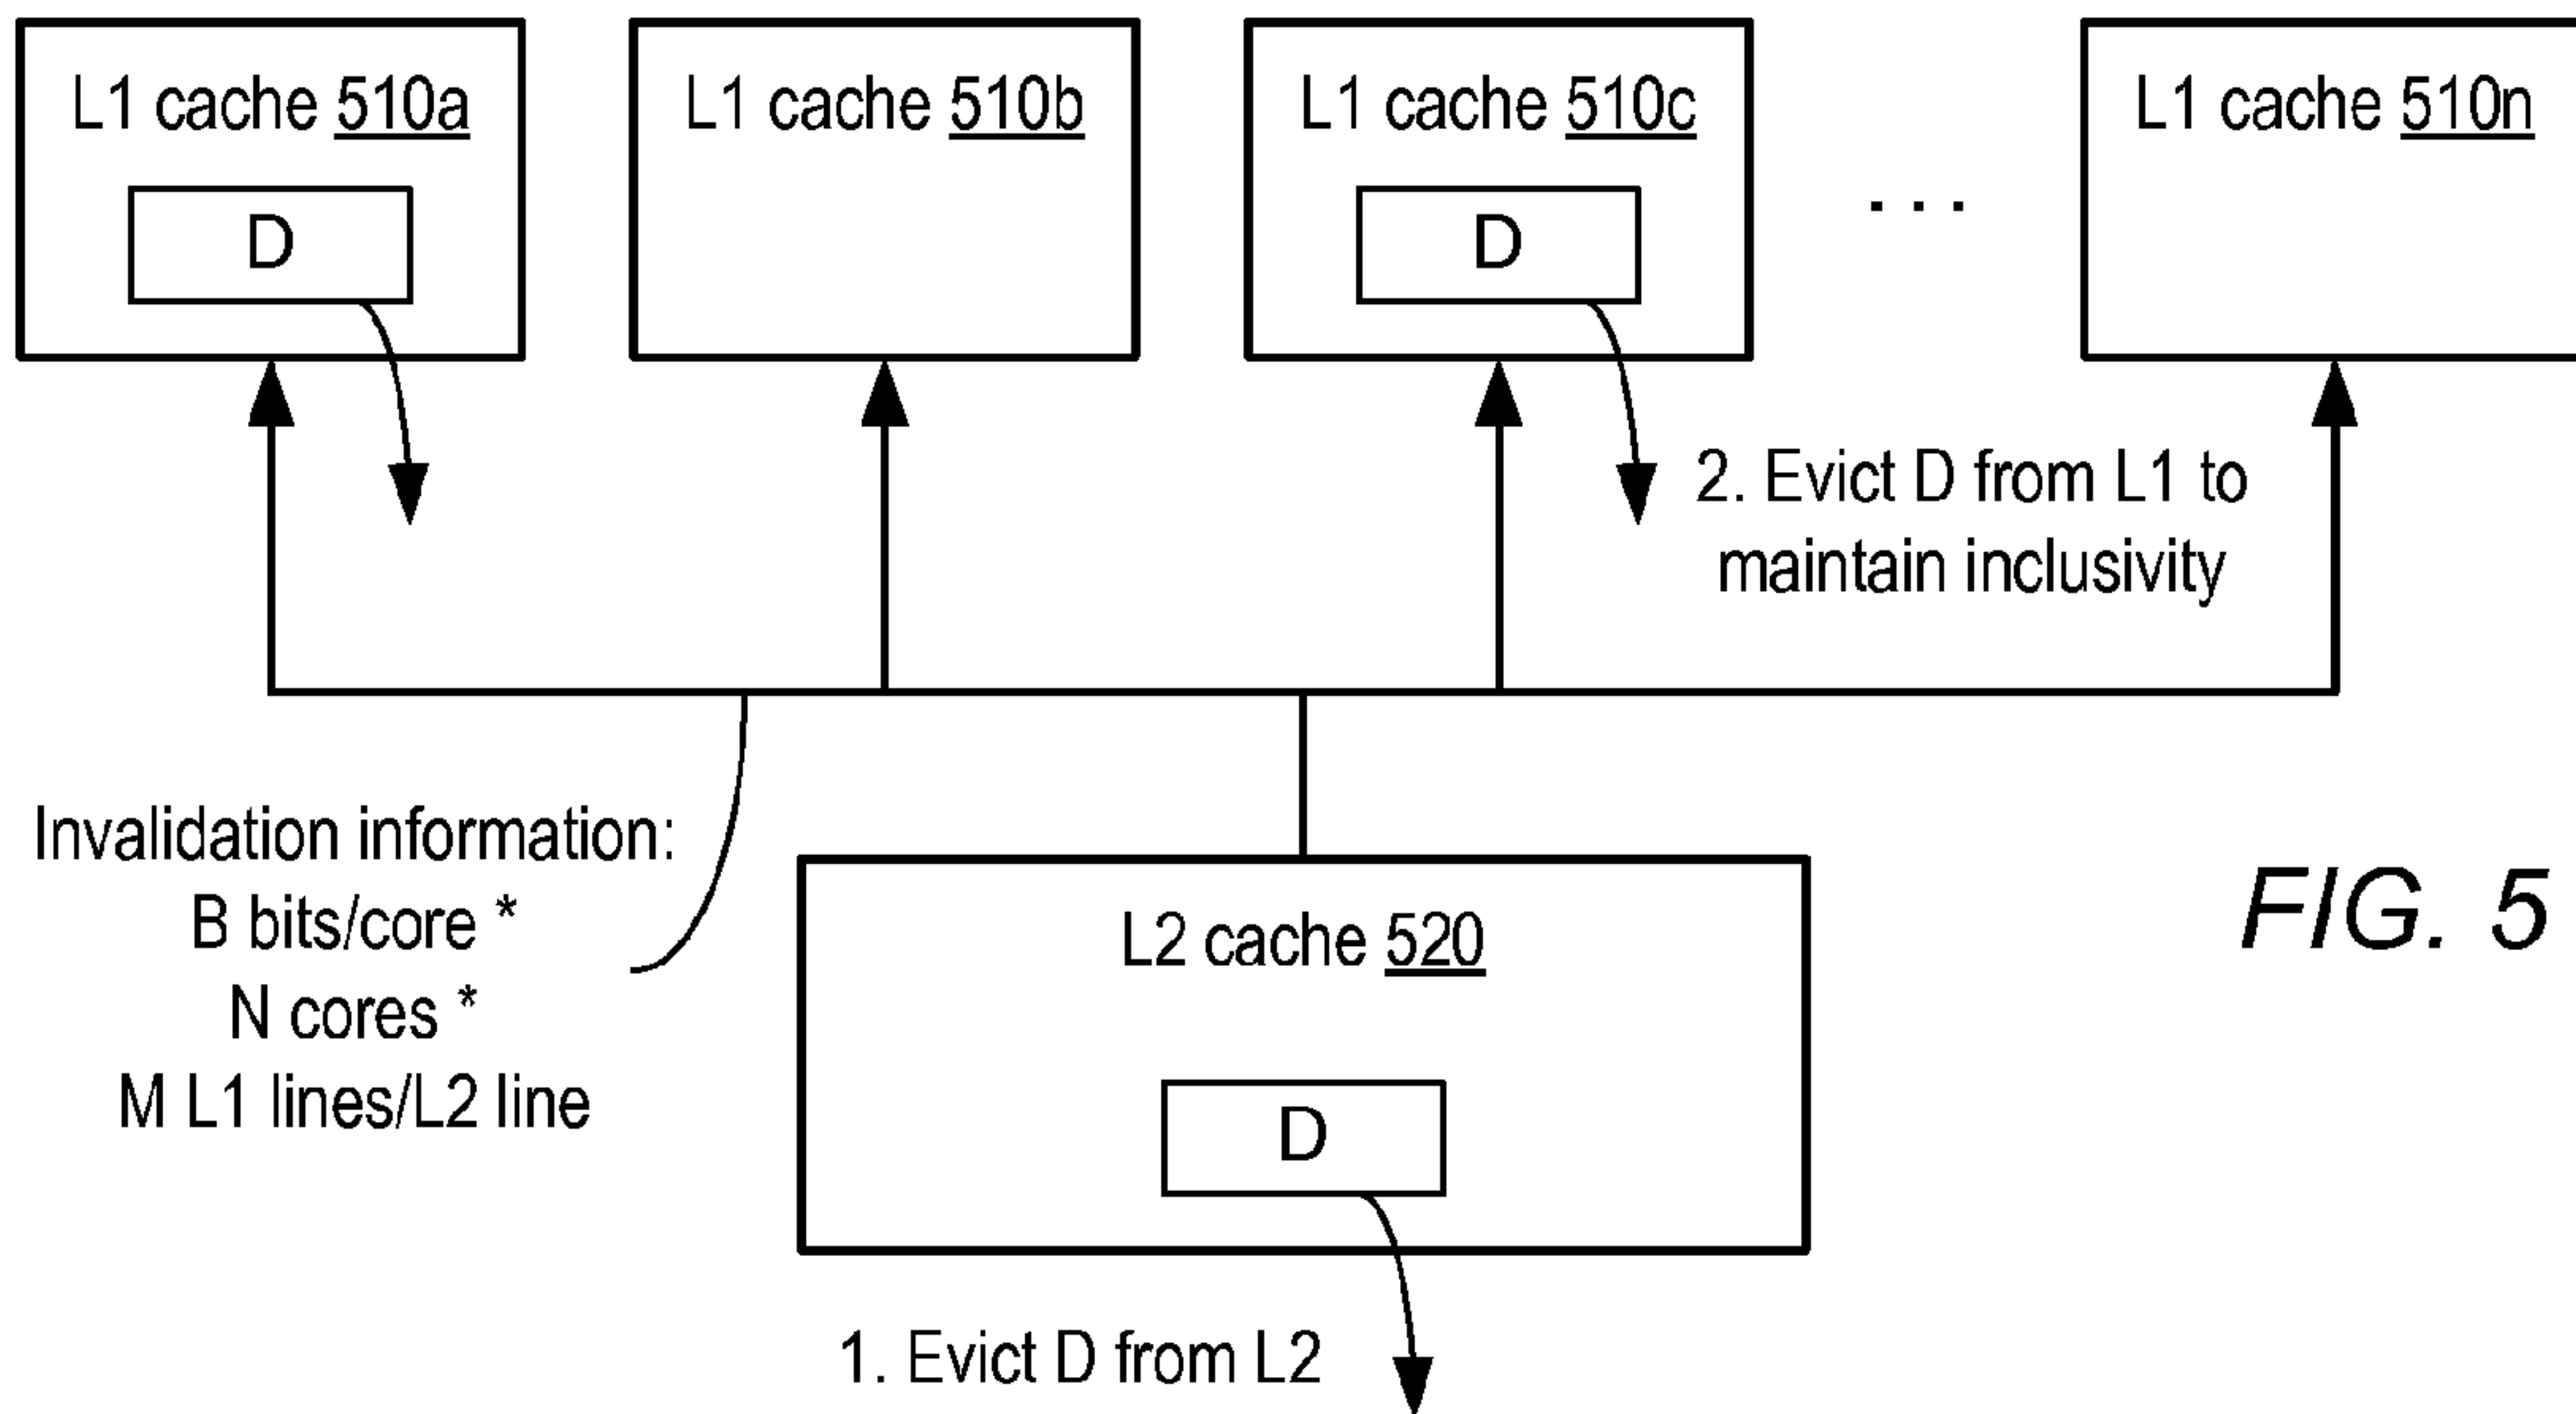 L1 cache 510a
L1 cache 510b
L1 cache 510c
L1 cache 510n
D
D
. . .
2. Evict D from L1 to
maintain inclusivity
Invalidation information:
B bits/core *
N cores *
M L1 lines/L2 line
L2 cache 520
D
1. Evict D from L2
FIG. 5